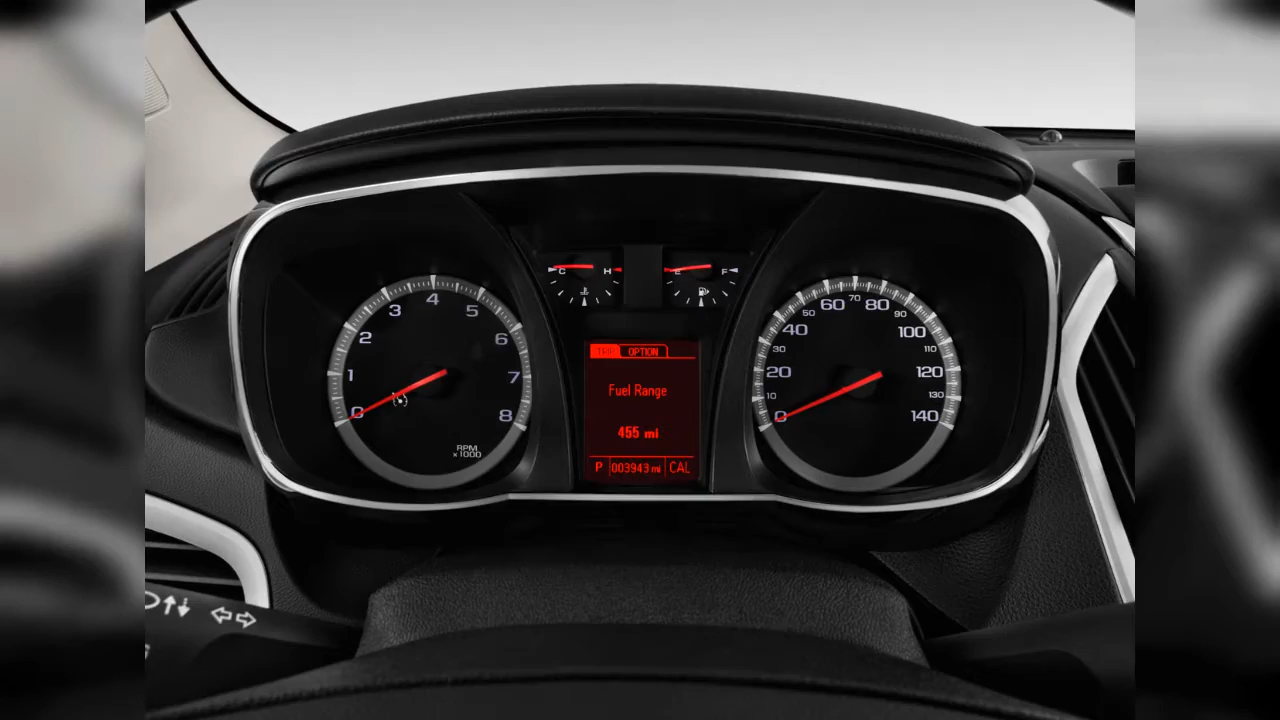 C H
E F
0 1 2 3 4 5 6 7 8
RPM
x1000
TRIP OPTION
Fuel Range
455 mi
P 003943 mi CAL
0 10 20 30 40 50 60 70 80 90 100 110 120 130 140